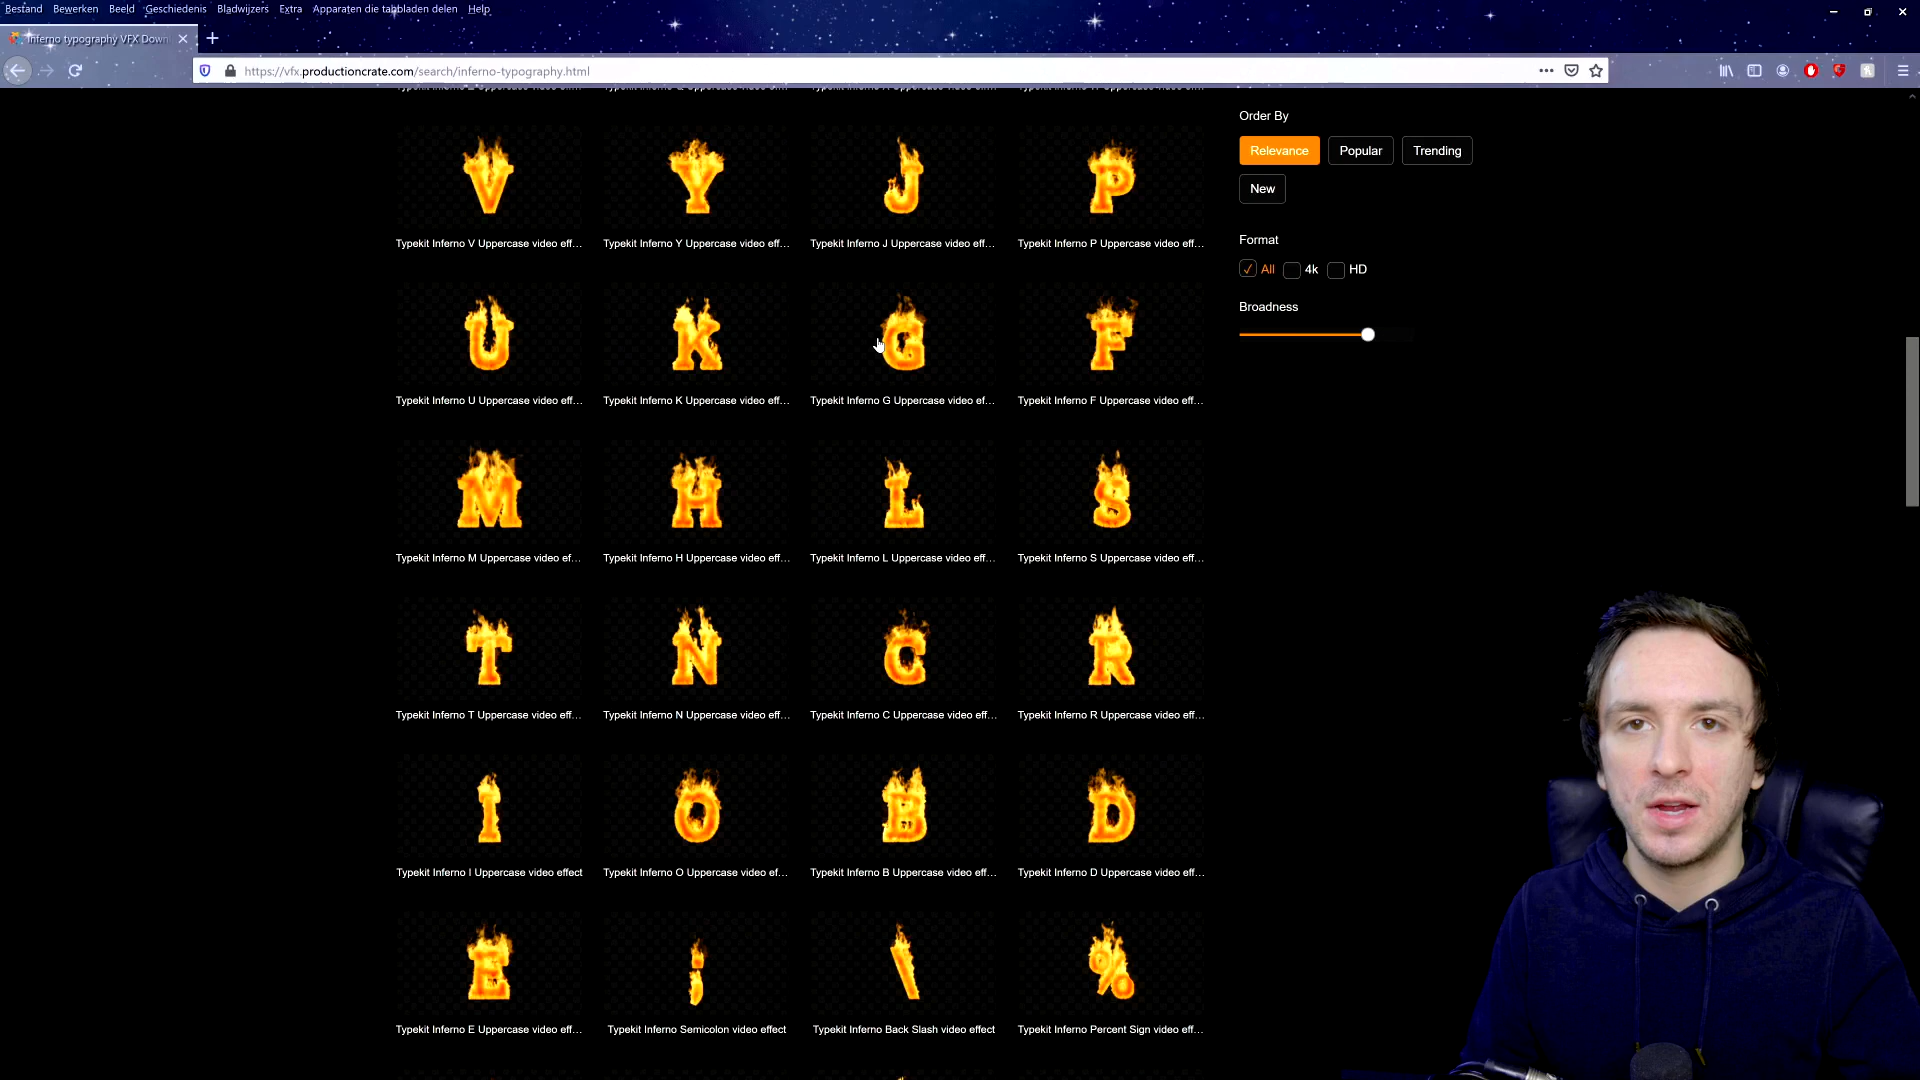 Bestand Bewerken Beeld Geschiedenis Bladwijzers Extra Apparaten die tabbladen delen Help
Inferno typography VFX Down
https://vfx.productioncrate.com/search/inferno-typography.html
Order By
Relevance Popular Trending
New
Format
All 4k HD
Broadness
V Y J P
Typekit Inferno V Uppercase video eff... Typekit Inferno Y Uppercase video eff... Typekit Inferno J Uppercase video eff... Typekit Inferno P Uppercase video eff...
U K G F
Typekit Inferno U Uppercase video eff... Typekit Inferno K Uppercase video eff... Typekit Inferno G Uppercase video ef... Typekit Inferno F Uppercase video eff...
M H L S
Typekit Inferno M Uppercase video ef... Typekit Inferno H Uppercase video eff... Typekit Inferno L Uppercase video eff... Typekit Inferno S Uppercase video eff...
T N C R
Typekit Inferno T Uppercase video eff... Typekit Inferno N Uppercase video eff... Typekit Inferno C Uppercase video eff... Typekit Inferno R Uppercase video eff...
I O B D
Typekit Inferno I Uppercase video effect Typekit Inferno O Uppercase video ef... Typekit Inferno B Uppercase video eff... Typekit Inferno D Uppercase video eff...
E ; \ %
Typekit Inferno E Uppercase video eff... Typekit Inferno Semicolon video effect Typekit Inferno Back Slash video effect Typekit Inferno Percent Sign video eff...